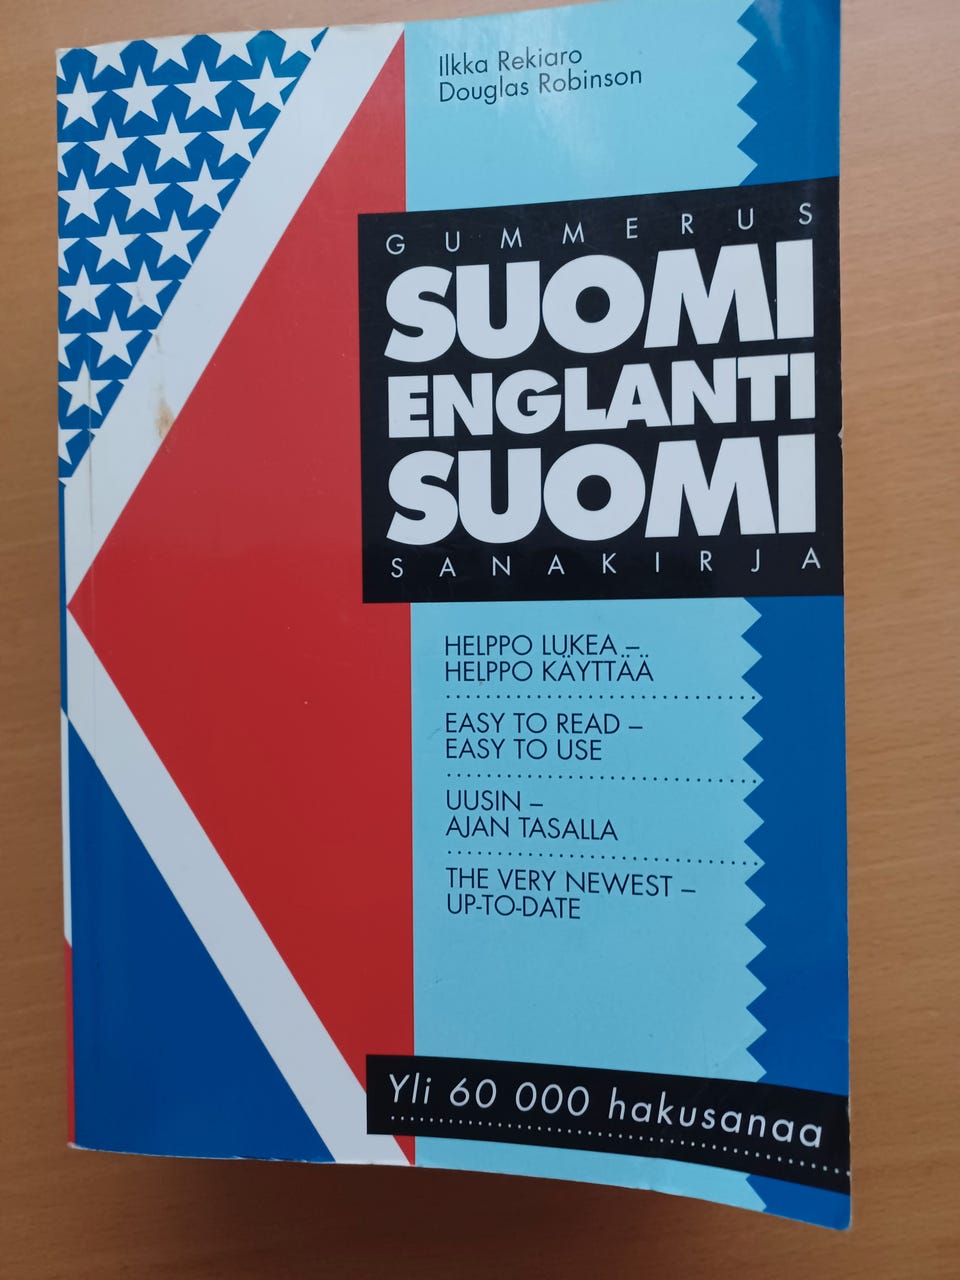 Ilkka Rekiaro
Douglas Robinson
GUMMERUS
SUOMI
ENGLANTI
SUOMI
SANAKIRJA
HELPPO LUKEA –
HELPPO KÄYTTÄÄ
EASY TO READ –
EASY TO USE
UUSIN –
AJAN TASALLA
THE VERY NEWEST –
UP-TO-DATE
Yli 60 000 hakusanaa